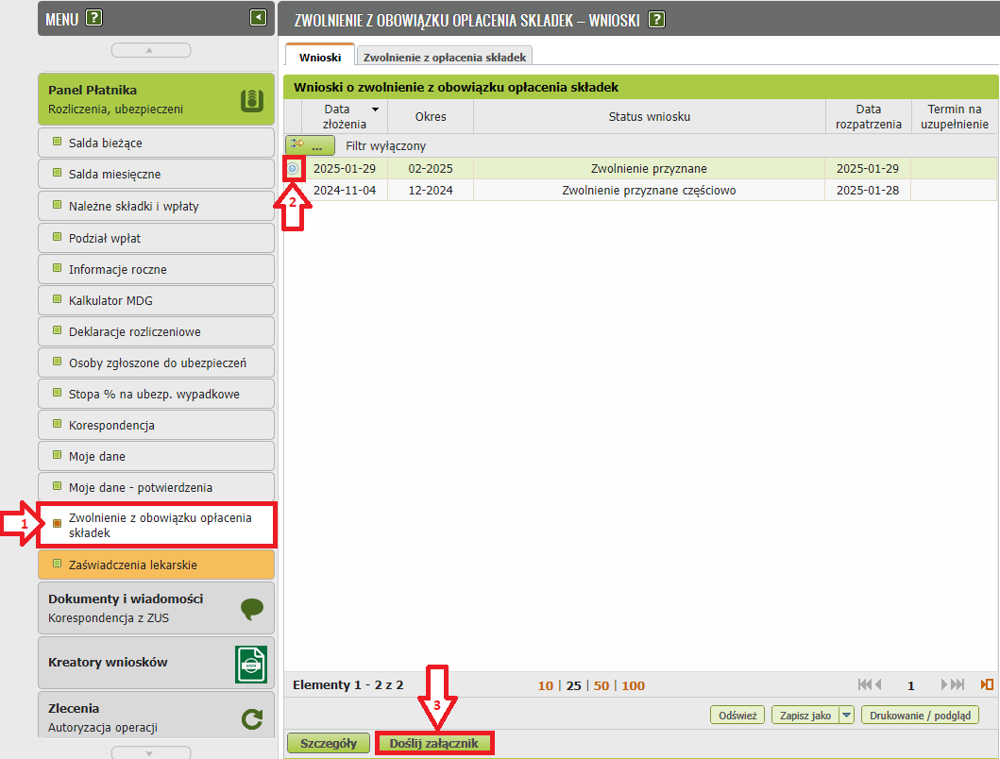 MENU ?
Panel Płatnika
Rozliczenia, ubezpieczeni
Salda bieżące
Salda miesięczne
Należne składki i wpłaty
Podział wpłat
Informacje roczne
Kalkulator MDG
Deklaracje rozliczeniowe
Osoby zgłoszone do ubezpieczeń
Stopa % na ubezp. wypadkowe
Korespondencja
Moje dane
Moje dane - potwierdzenia
1
Zwolnienie z obowiązku opłacenia
składek
Zaświadczenia lekarskie
Dokumenty i wiadomości
Korespondencja z ZUS
Kreatory wniosków
Zlecenia
Autoryzacja operacji
ZWOLNIENIE Z OBOWIĄZKU OPŁACENIA SKŁADEK – WNIOSKI ?
Wnioski Zwolnienie z opłacenia składek
Wnioski o zwolnienie z obowiązku opłacenia składek
Data
złożenia
Okres
Status wniosku
Data
rozpatrzenia
Termin na
uzupełnienie
... Filtr wyłączony
2025-01-29 02-2025 Zwolnienie przyznane 2025-01-29
2024-11-04 12-2024 Zwolnienie przyznane częściowo 2025-01-28
2
Elementy 1 - 2 z 2 10 | 25 | 50 | 100 1
3
Odśwież Zapisz jako Drukowanie / podgląd
Szczegóły Doślij załącznik